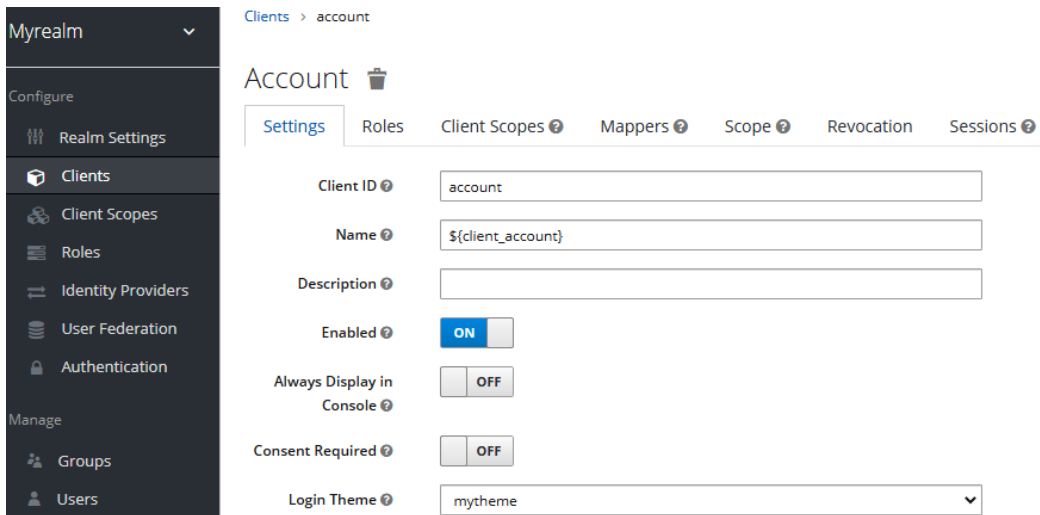 Myrealm
Configure
Realm Settings
Clients
Client Scopes
Roles
Identity Providers
User Federation
Authentication
Manage
Groups
Users
Clients > account
Account
Settings Roles Client Scopes Mappers Scope Revocation Sessions
Client ID account
Name ${client_account}
Description
Enabled ON
Always Display in
Console OFF
Consent Required OFF
Login Theme mytheme